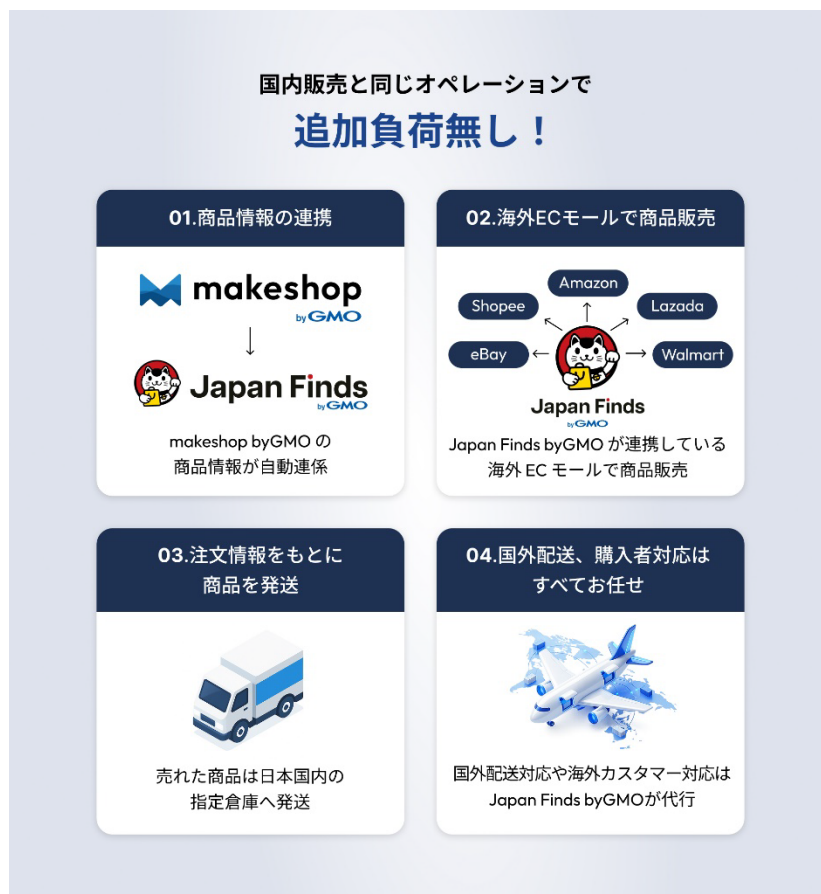 国内販売と同じオペレーションで
追加負荷無し！
01.商品情報の連携
makeshop
byGMO
Japan Finds
byGMO
makeshop byGMO の
商品情報が自動連係
02.海外ECモールで商品販売
Amazon
Shopee
Lazada
eBay
Walmart
Japan Finds
byGMO
Japan Finds byGMO が連携している
海外 EC モールで商品販売
03.注文情報をもとに
商品を発送
売れた商品は日本国内の
指定倉庫へ発送
04.国外配送、購入者対応は
すべてお任せ
国外配送対応や海外カスタマー対応は
Japan Finds byGMOが代行